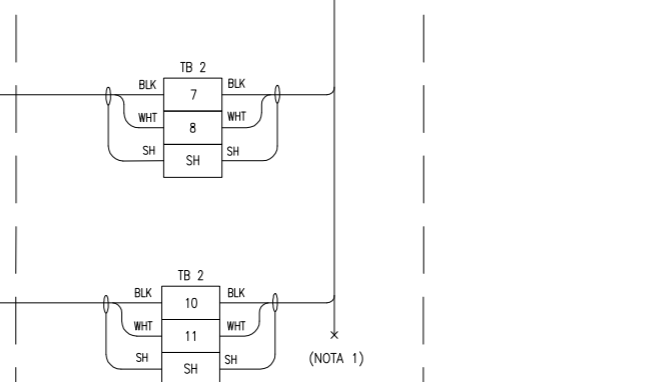 TB 2
BLK 7 BLK
WHT 8 WHT
SH SH SH
TB 2
BLK 10 BLK
WHT 11 WHT
SH SH SH
(NOTA 1)